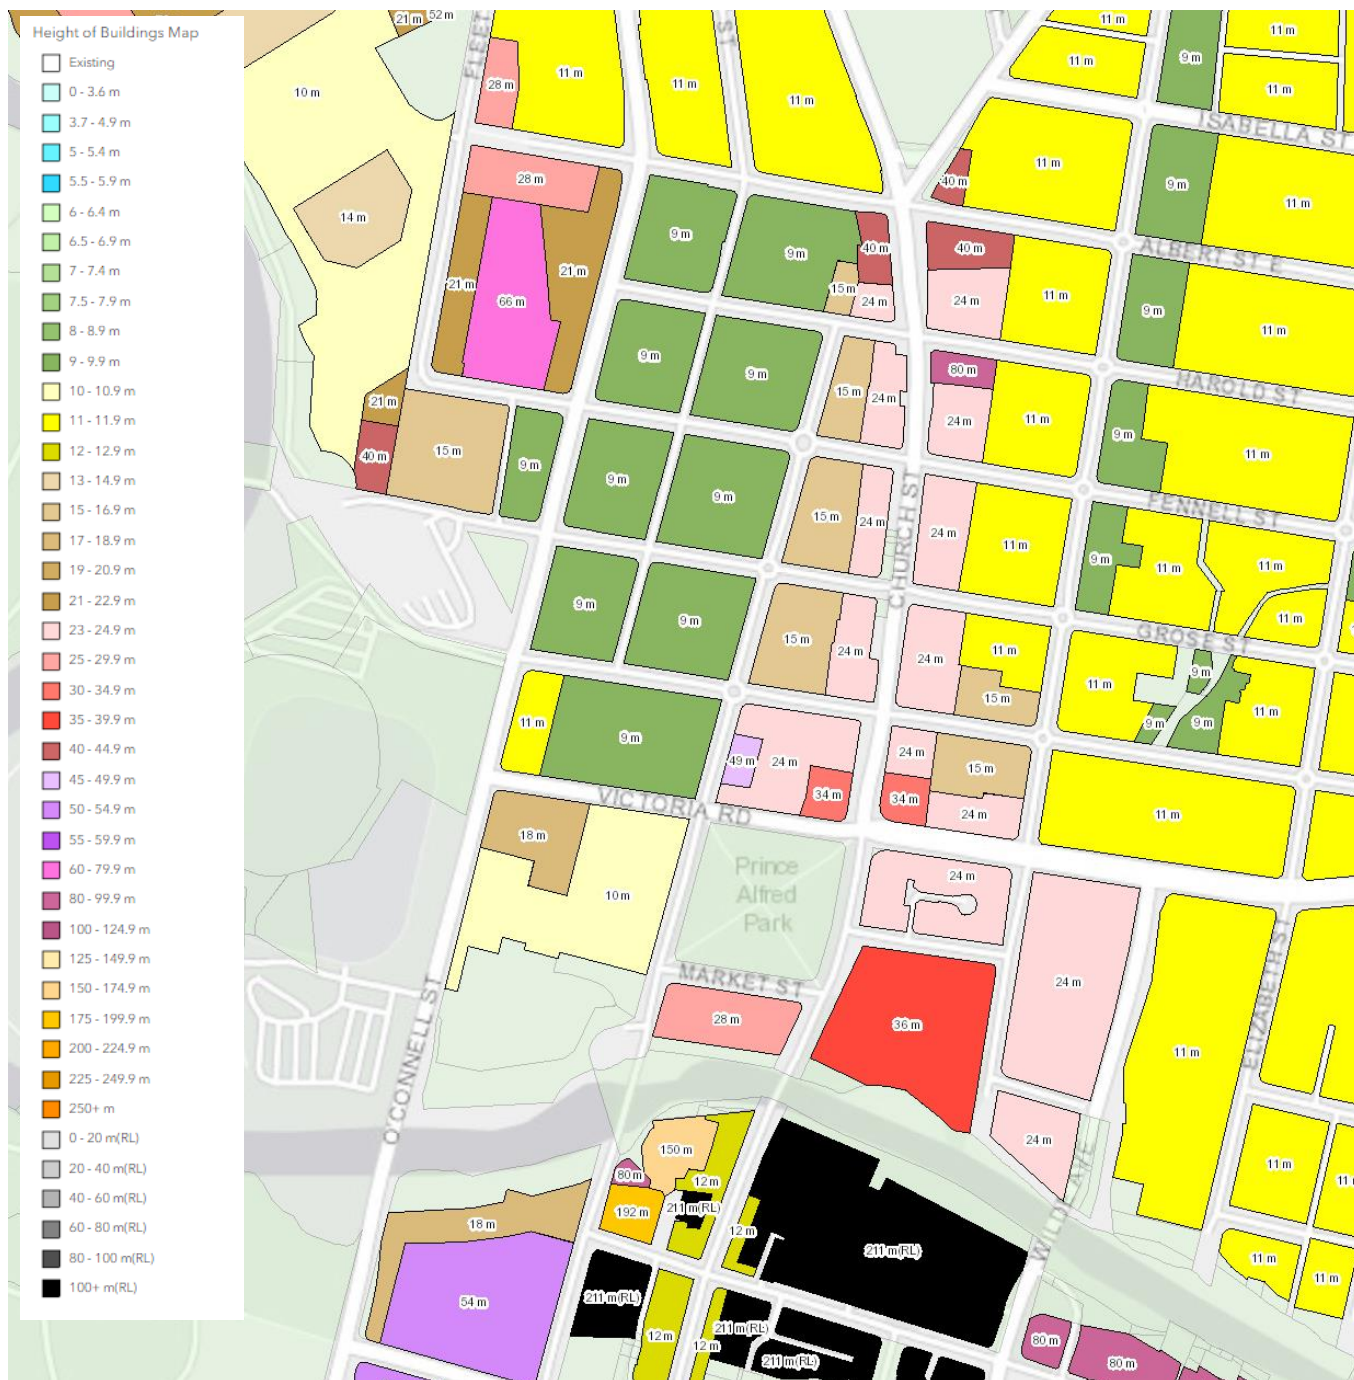 Height of Buildings Map
Existing
0 - 3.6 m
3.7 - 4.9 m
5 - 5.4 m
5.5 - 5.9 m
6 - 6.4 m
6.5 - 6.9 m
7 - 7.4 m
7.5 - 7.9 m
8 - 8.9 m
9 - 9.9 m
10 - 10.9 m
11 - 11.9 m
12 - 12.9 m
13 - 14.9 m
15 - 16.9 m
17 - 18.9 m
19 - 20.9 m
21 - 22.9 m
23 - 24.9 m
25 - 29.9 m
30 - 34.9 m
35 - 39.9 m
40 - 44.9 m
45 - 49.9 m
50 - 54.9 m
55 - 59.9 m
60 - 79.9 m
80 - 99.9 m
100 - 124.9 m
125 - 149.9 m
150 - 174.9 m
175 - 199.9 m
200 - 224.9 m
225 - 249.9 m
250+ m
0 - 20 m(RL)
20 - 40 m(RL)
40 - 60 m(RL)
60 - 80 m(RL)
80 - 100 m(RL)
100+ m(RL)
21 m
52 m
11 m
11 m
FLEET
ST
11 m
11 m
9 m
11 m
11 m
11 m
28 m
10 m
11 m
ISABELLA ST
11 m
28 m
40 m
9 m
11 m
14 m
9 m
9 m
40 m
40 m
ALBERT ST E
21 m
21 m
66 m
15 m
24 m
24 m
11 m
9 m
11 m
9 m
9 m
80 m
HAROLD ST
21 m
15 m
24 m
24 m
11 m
9 m
11 m
40 m
15 m
9 m
9 m
9 m
15 m
24 m
CHURCH ST
24 m
11 m
FENNELL ST
9 m
11 m
11 m
9 m
9 m
15 m
24 m
24 m
11 m
15 m
11 m
GROSE ST
11 m
9 m
9 m
9 m
11 m
11 m
9 m
49 m
24 m
34 m
24 m
34 m
15 m
24 m
11 m
VICTORIA RD
18 m
10 m
Prince
Alfred
Park
24 m
24 m
11 m
ELIZABETH ST
MARKET ST
28 m
36 m
O'CONNELL ST
24 m
150 m
80 m
12 m
192 m
211 m(RL)
12 m
211 m(RL)
WILDE AVE
11 m
11
11 m
11 m
18 m
54 m
211 m(RL)
12 m
12 m
211 m(RL)
211 m(RL)
80 m
80 m